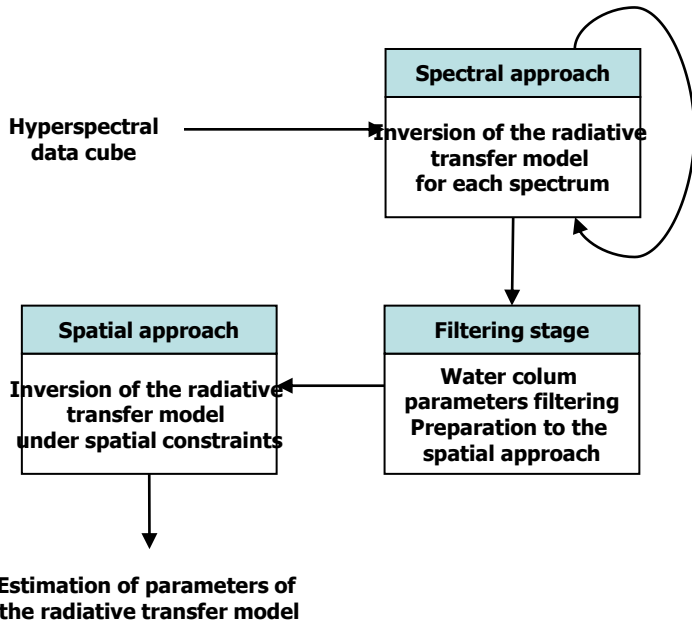 Spectral approach
Hyperspectral
data cube
Inversion of the radiative
transfer model
for each spectrum
Spatial approach
Inversion of the radiative
transfer model
under spatial constraints
Filtering stage
Water colum
parameters filtering
Preparation to the
spatial approach
Estimation of parameters of
the radiative transfer model